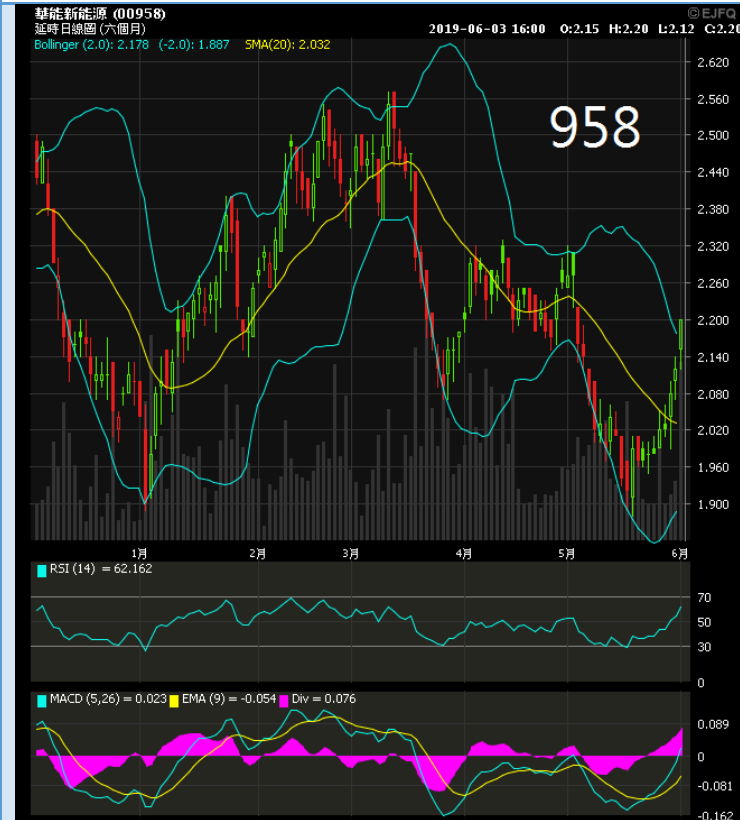 華能新能源 (00958)
©EJFQ
延時日線圖 (六個月)
2019-06-03 16:00 O:2.15 H:2.20 L:2.12 C:2.20
Bollinger (2.0): 2.178 (-2.0): 1.887 SMA(20): 2.032
2.620
2.560
958
2.500
2.440
2.380
2.320
2.260
2.200
2.140
2.080
2.020
1.960
1.900
1月 2月 3月 4月 5月 6月
RSI (14) = 62.162
70
50
30
0
MACD (5,26) = 0.023 EMA (9) = -0.054 Div = 0.076
0.089
0
-0.081
-0.162